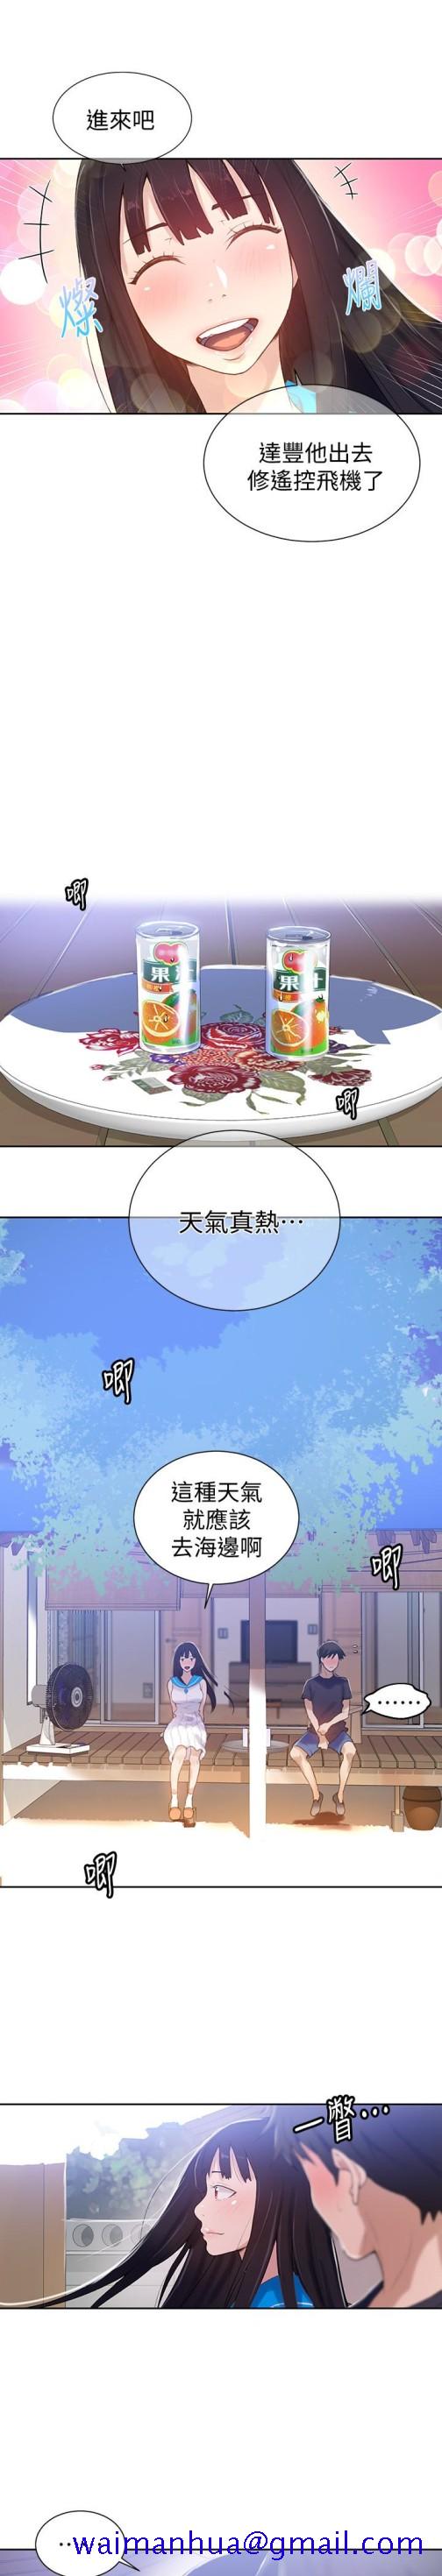 進來吧
燦
爛
達豐他出去
修遙控飛機了
唧
果汁
果汁
唧
天氣真熱⋯
唧
這種天氣
就應該
去海邊啊
唧
⋯⋯
唧
一瞥⋯
waimanhua@gmail.com